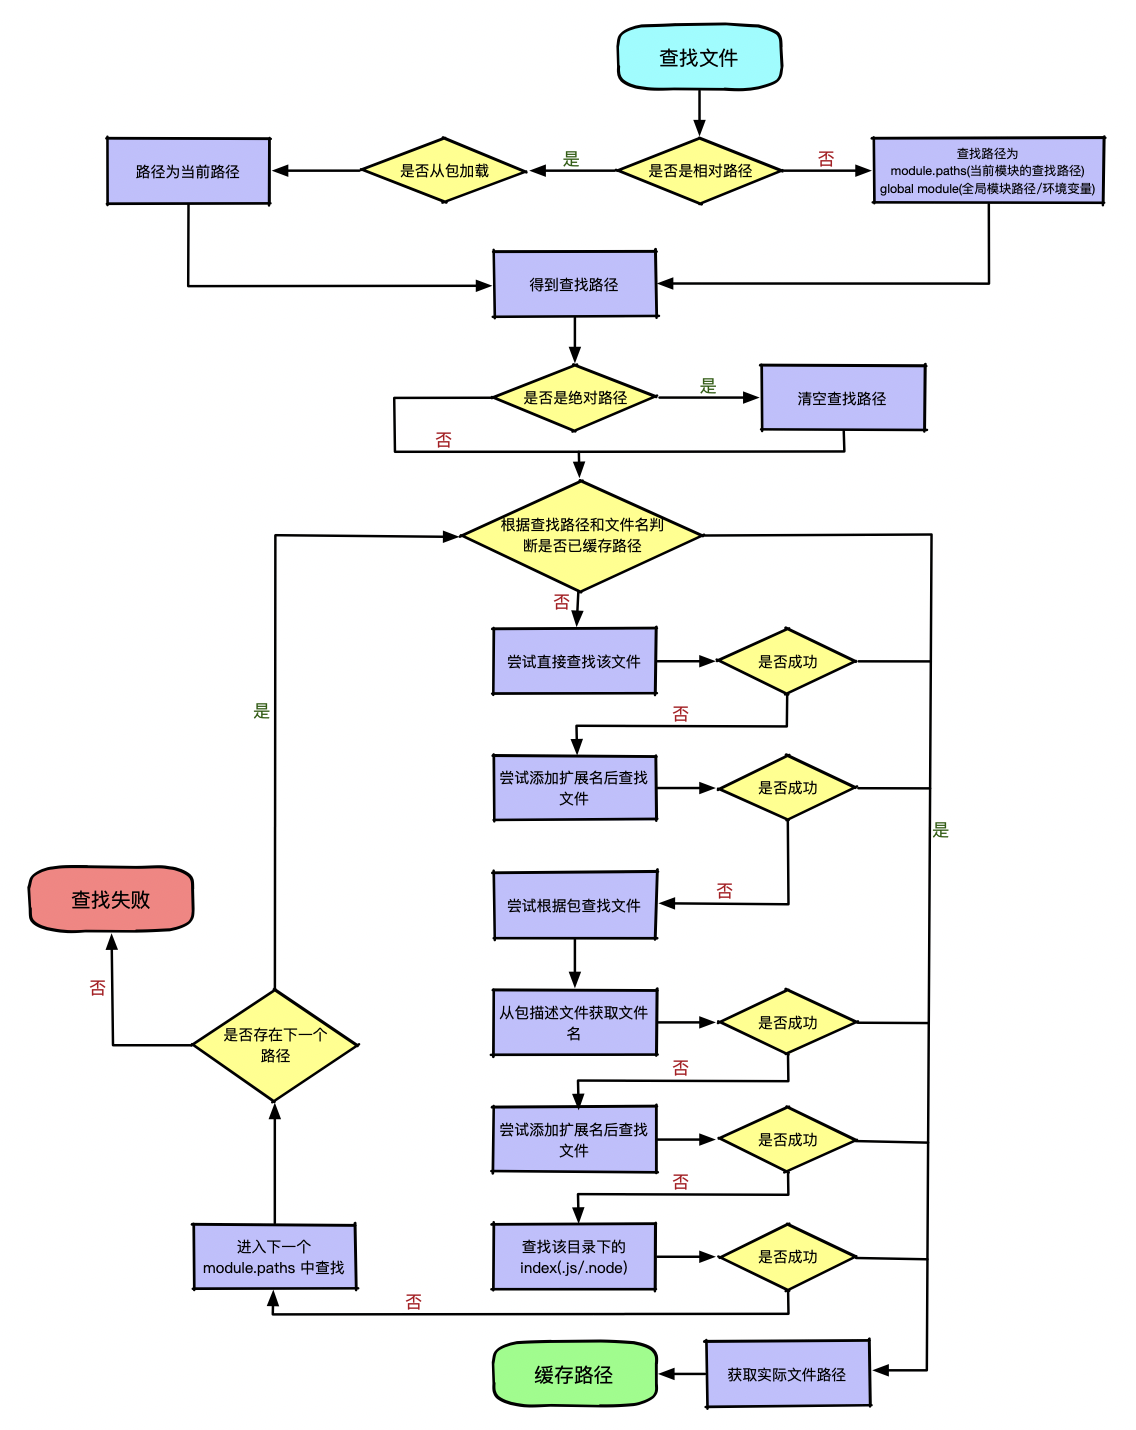 查找文件
路径为当前路径
是否从包加载
是
是否是相对路径
否
查找路径为
module.paths(当前模块的查找路径)
global module(全局模块路径/环境变量)
得到查找路径
是否是绝对路径
是
清空查找路径
否
根据查找路径和文件名判
断是否已缓存路径
否
尝试直接查找该文件
是否成功
是
否
尝试添加扩展名后查找
文件
是否成功
是
查找失败
否
尝试根据包查找文件
否
从包描述文件获取文件
名
是否成功
是否存在下一个
路径
否
尝试添加扩展名后查找
文件
是否成功
否
进入下一个
module.paths 中查找
查找该目录下的
index(.js/.node)
是否成功
否
缓存路径
获取实际文件路径